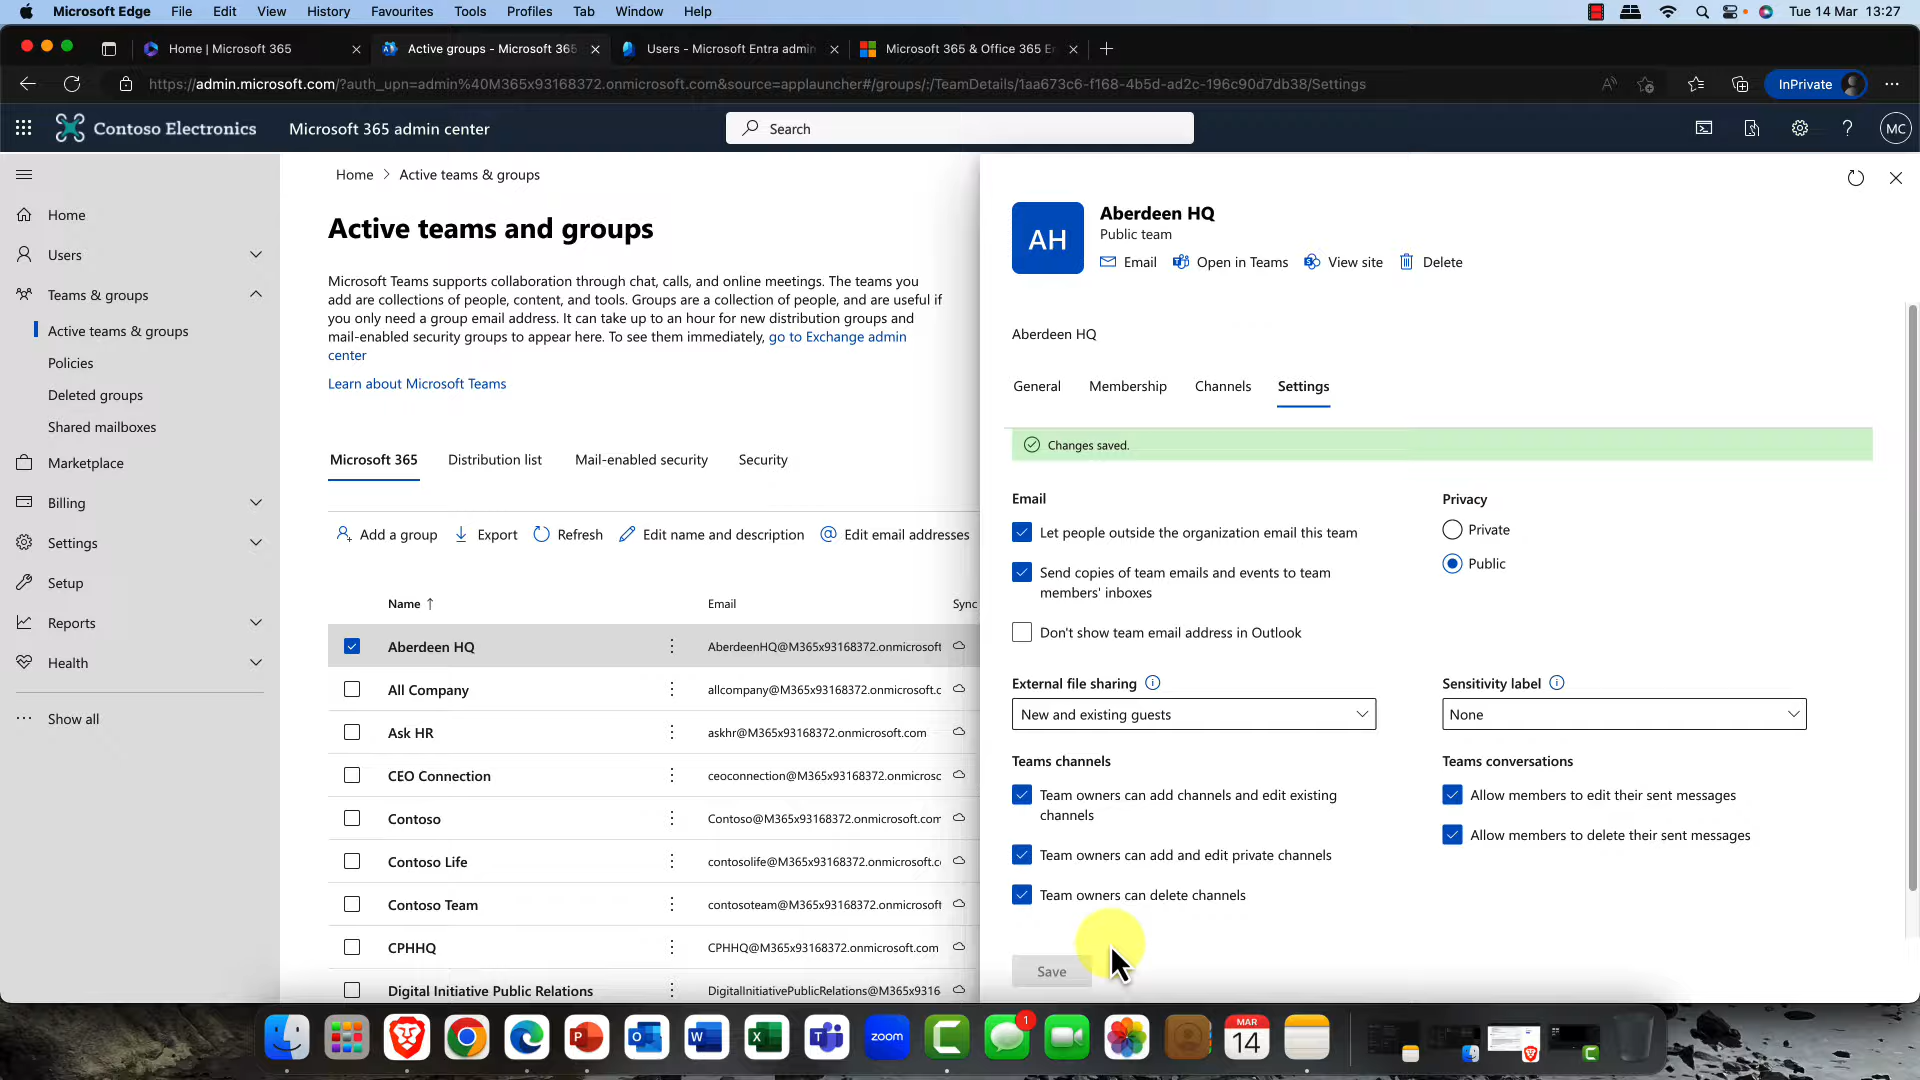 Microsoft Edge File Edit View History Favourites Tools Profiles Tab Window Help Tue 14 Mar 13:27
Home | Microsoft 365
Active groups - Microsoft 365
Users - Microsoft Entra admin
Microsoft 365 & Office 365 E
https://admin.microsoft.com/?auth_upn=admin%40M365x93168372.onmicrosoft.com&source=applauncher#/groups/:/TeamDetails/1aa673c6-f168-4b5d-ad2c-196c90d7db38/Settings
InPrivate
Contoso Electronics
Microsoft 365 admin center
Search
MC
Home
Users
Teams & groups
Active teams & groups
Policies
Deleted groups
Shared mailboxes
Marketplace
Billing
Settings
Setup
Reports
Health
Show all
Home > Active teams & groups
Active teams and groups
Microsoft Teams supports collaboration through chat, calls, and online meetings. The teams you
add are collections of people, content, and tools. Groups are a collection of people, and are useful if
you only need a group email address. It can take up to an hour for new distribution groups and
mail-enabled security groups to appear here. To see them immediately, go to Exchange admin
center
Learn about Microsoft Teams
Microsoft 365 Distribution list Mail-enabled security Security
Add a group Export Refresh Edit name and description Edit email addresses
Name ↑ Email Sync
Aberdeen HQ AberdeenHQ@M365x93168372.onmicrosoft
All Company allcompany@M365x93168372.onmicrosoft.c
Ask HR askhr@M365x93168372.onmicrosoft.com
CEO Connection ceoconnection@M365x93168372.onmicrosc
Contoso Contoso@M365x93168372.onmicrosoft.com
Contoso Life contosolife@M365x93168372.onmicrosoft.c
Contoso Team contosoteam@M365x93168372.onmicrosoft
CPHHQ CPHHQ@M365x93168372.onmicrosoft.com
Digital Initiative Public Relations DigitalInitiativePublicRelations@M365x9316
AH
Aberdeen HQ
Public team
Email Open in Teams View site Delete
Aberdeen HQ
General Membership Channels Settings
Changes saved.
Email
Let people outside the organization email this team
Send copies of team emails and events to team
members' inboxes
Don't show team email address in Outlook
Privacy
Private
Public
External file sharing
New and existing guests
Sensitivity label
None
Teams channels
Team owners can add channels and edit existing
channels
Team owners can add and edit private channels
Team owners can delete channels
Teams conversations
Allow members to edit their sent messages
Allow members to delete their sent messages
Save
zoom
1
MAR
14